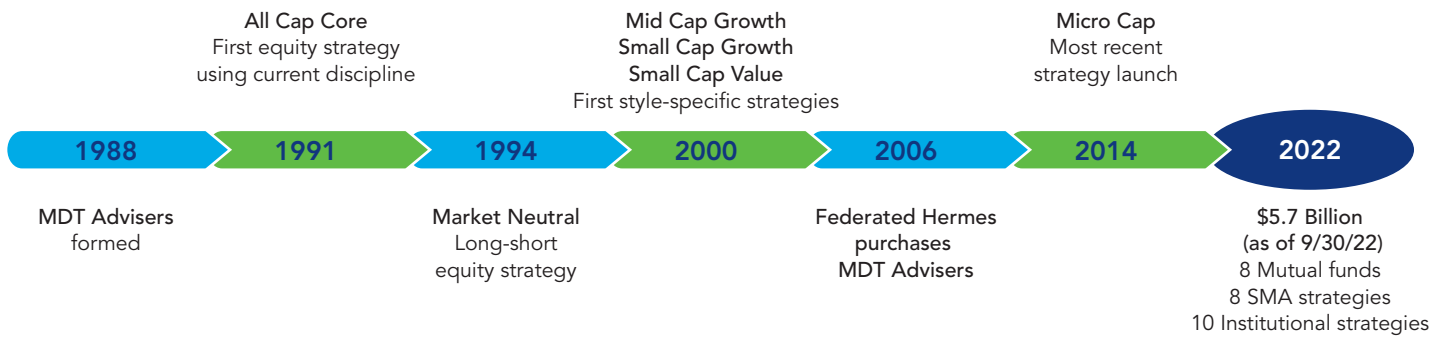 All Cap Core
First equity strategy
using current discipline
Mid Cap Growth
Small Cap Growth
Small Cap Value
First style-specific strategies
Micro Cap
Most recent
strategy launch
1988
1991
1994
2000
2006
2014
2022
MDT Advisers
formed
Market Neutral
Long-short
equity strategy
Federated Hermes
purchases
MDT Advisers
$5.7 Billion
(as of 9/30/22)
8 Mutual funds
8 SMA strategies
10 Institutional strategies